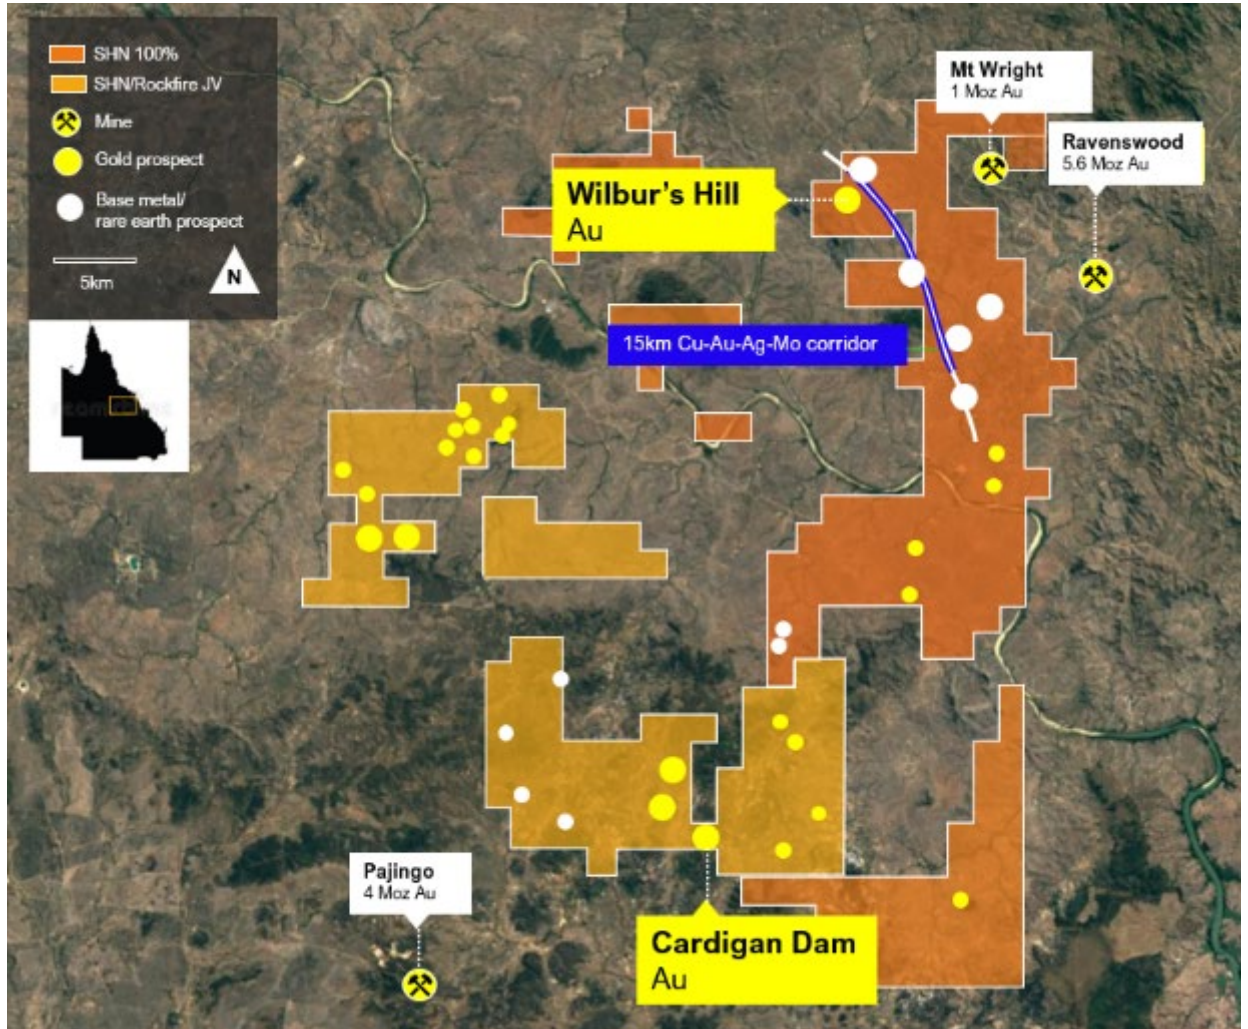 SHN 100%
SHN/Rockfire JV
Mine
Gold prospect
Base metal/
rare earth prospect
5km
N
Mt Wright
1 Moz Au
Ravenswood
5.6 Moz Au
Wilbur's Hill
Au
15km Cu-Au-Ag-Mo corridor
Pajingo
4 Moz Au
Cardigan Dam
Au